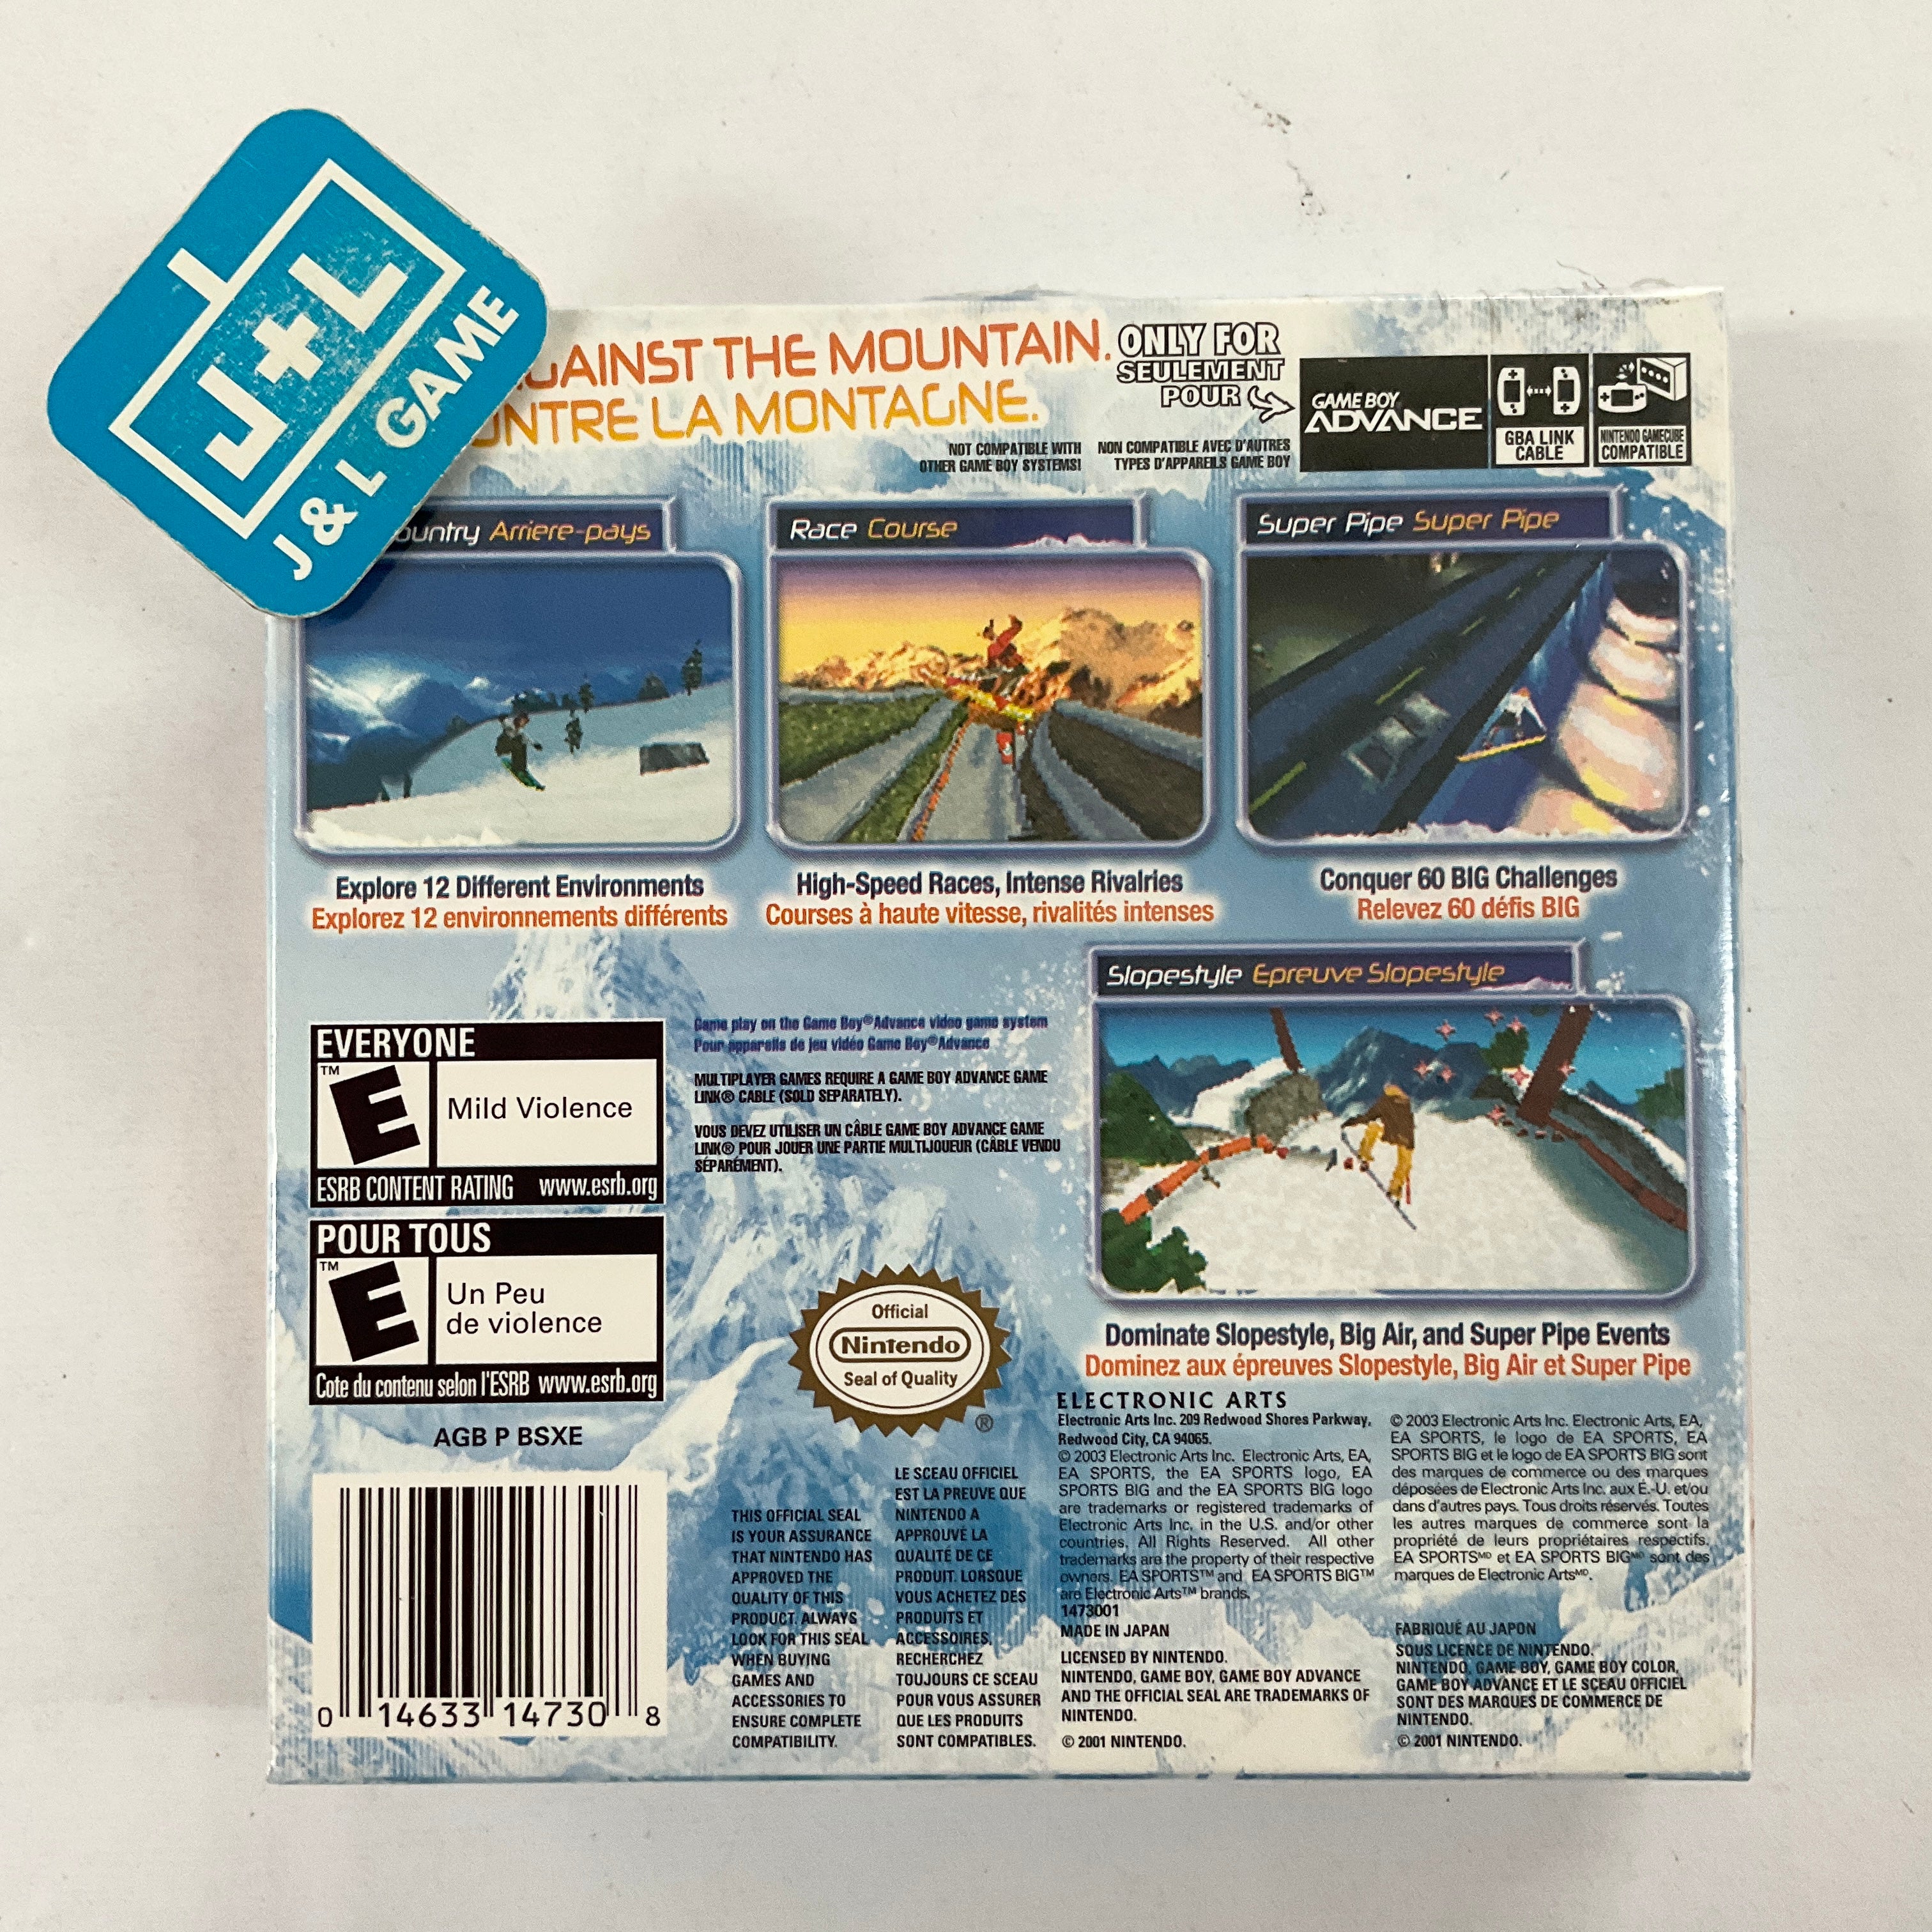 J+L
J & L GAME
AGAINST THE MOUNTAIN.
CONTRE LA MONTAGNE.
ONLY FOR
SEULEMENT
POUR
GAME BOY
ADVANCE
GBA LINK
CABLE
NINTENDO GAMECUBE
COMPATIBLE
NOT COMPATIBLE WITH
OTHER GAME BOY SYSTEMS!
NON COMPATIBLE AVEC D'AUTRES
TYPES D'APPAREILS GAME BOY
Arriere-pays
Race Course
Super Pipe Super Pipe
Explore 12 Different Environments
Explorez 12 environnements différents
High-Speed Races, Intense Rivalries
Courses à haute vitesse, rivalités intenses
Conquer 60 BIG Challenges
Relevez 60 défis BIG
Slopestyle Epreuve Slopestyle
Dominate Slopestyle, Big Air, and Super Pipe Events
Dominez aux épreuves Slopestyle, Big Air et Super Pipe
EVERYONE
E™
Mild Violence
ESRB CONTENT RATING www.esrb.org
POUR TOUS
E™
Un Peu
de violence
Cote du contenu selon l'ESRB www.esrb.org
AGB P BSXE
0 14633 14730 8
Game play on the Game Boy® Advance video game system
Pour appareils de jeu vidéo Game Boy® Advance
MULTIPLAYER GAMES REQUIRE A GAME BOY ADVANCE GAME
LINK® CABLE (SOLD SEPARATELY).
VOUS DEVEZ UTILISER UN CÂBLE GAME BOY ADVANCE GAME
LINK® POUR JOUER UNE PARTIE MULTIJOUEUR (CÂBLE VENDU
SÉPARÉMENT).
Official
Nintendo
Seal of Quality
®
THIS OFFICIAL SEAL
IS YOUR ASSURANCE
THAT NINTENDO HAS
APPROVED THE
QUALITY OF THIS
PRODUCT. ALWAYS
LOOK FOR THIS SEAL
WHEN BUYING
GAMES AND
ACCESSORIES TO
ENSURE COMPLETE
COMPATIBILITY.
LE SCEAU OFFICIEL
EST LA PREUVE QUE
NINTENDO A
APPROUVÉ LA
QUALITÉ DE CE
PRODUIT. LORSQUE
VOUS ACHETEZ DES
PRODUITS ET
ACCESSOIRES,
RECHERCHEZ
TOUJOURS CE SCEAU
POUR VOUS ASSURER
QUE LES PRODUITS
SONT COMPATIBLES.
ELECTRONIC ARTS
Electronic Arts Inc. 209 Redwood Shores Parkway,
Redwood City, CA 94065.
© 2003 Electronic Arts Inc. Electronic Arts, EA,
EA SPORTS, the EA SPORTS logo, EA
SPORTS BIG and the EA SPORTS BIG logo
are trademarks or registered trademarks of
Electronic Arts Inc. in the U.S. and/or other
countries. All Rights Reserved. All other
trademarks are the property of their respective
owners. EA SPORTS™ and EA SPORTS BIG™
are Electronic Arts™ brands.
1473001
MADE IN JAPAN
LICENSED BY NINTENDO.
NINTENDO, GAME BOY, GAME BOY ADVANCE
AND THE OFFICIAL SEAL ARE TRADEMARKS OF
NINTENDO.
© 2001 NINTENDO.
© 2003 Electronic Arts Inc. Electronic Arts, EA,
EA SPORTS, le logo de EA SPORTS, EA
SPORTS BIG et le logo de EA SPORTS BIG sont
des marques de commerce ou des marques
déposées de Electronic Arts Inc. aux É.-U. et/ou
dans d'autres pays. Tous droits réservés. Toutes
les autres marques de commerce sont la
propriété de leurs propriétaires respectifs.
EA SPORTSᴹᴰ et EA SPORTS BIGᴹᴰ sont des
marques de Electronic Artsᴹᴰ.
FABRIQUÉ AU JAPON
SOUS LICENCE DE NINTENDO.
NINTENDO, GAME BOY, GAME BOY COLOR,
GAME BOY ADVANCE ET LE SCEAU OFFICIEL
SONT DES MARQUES DE COMMERCE DE
NINTENDO.
© 2001 NINTENDO.